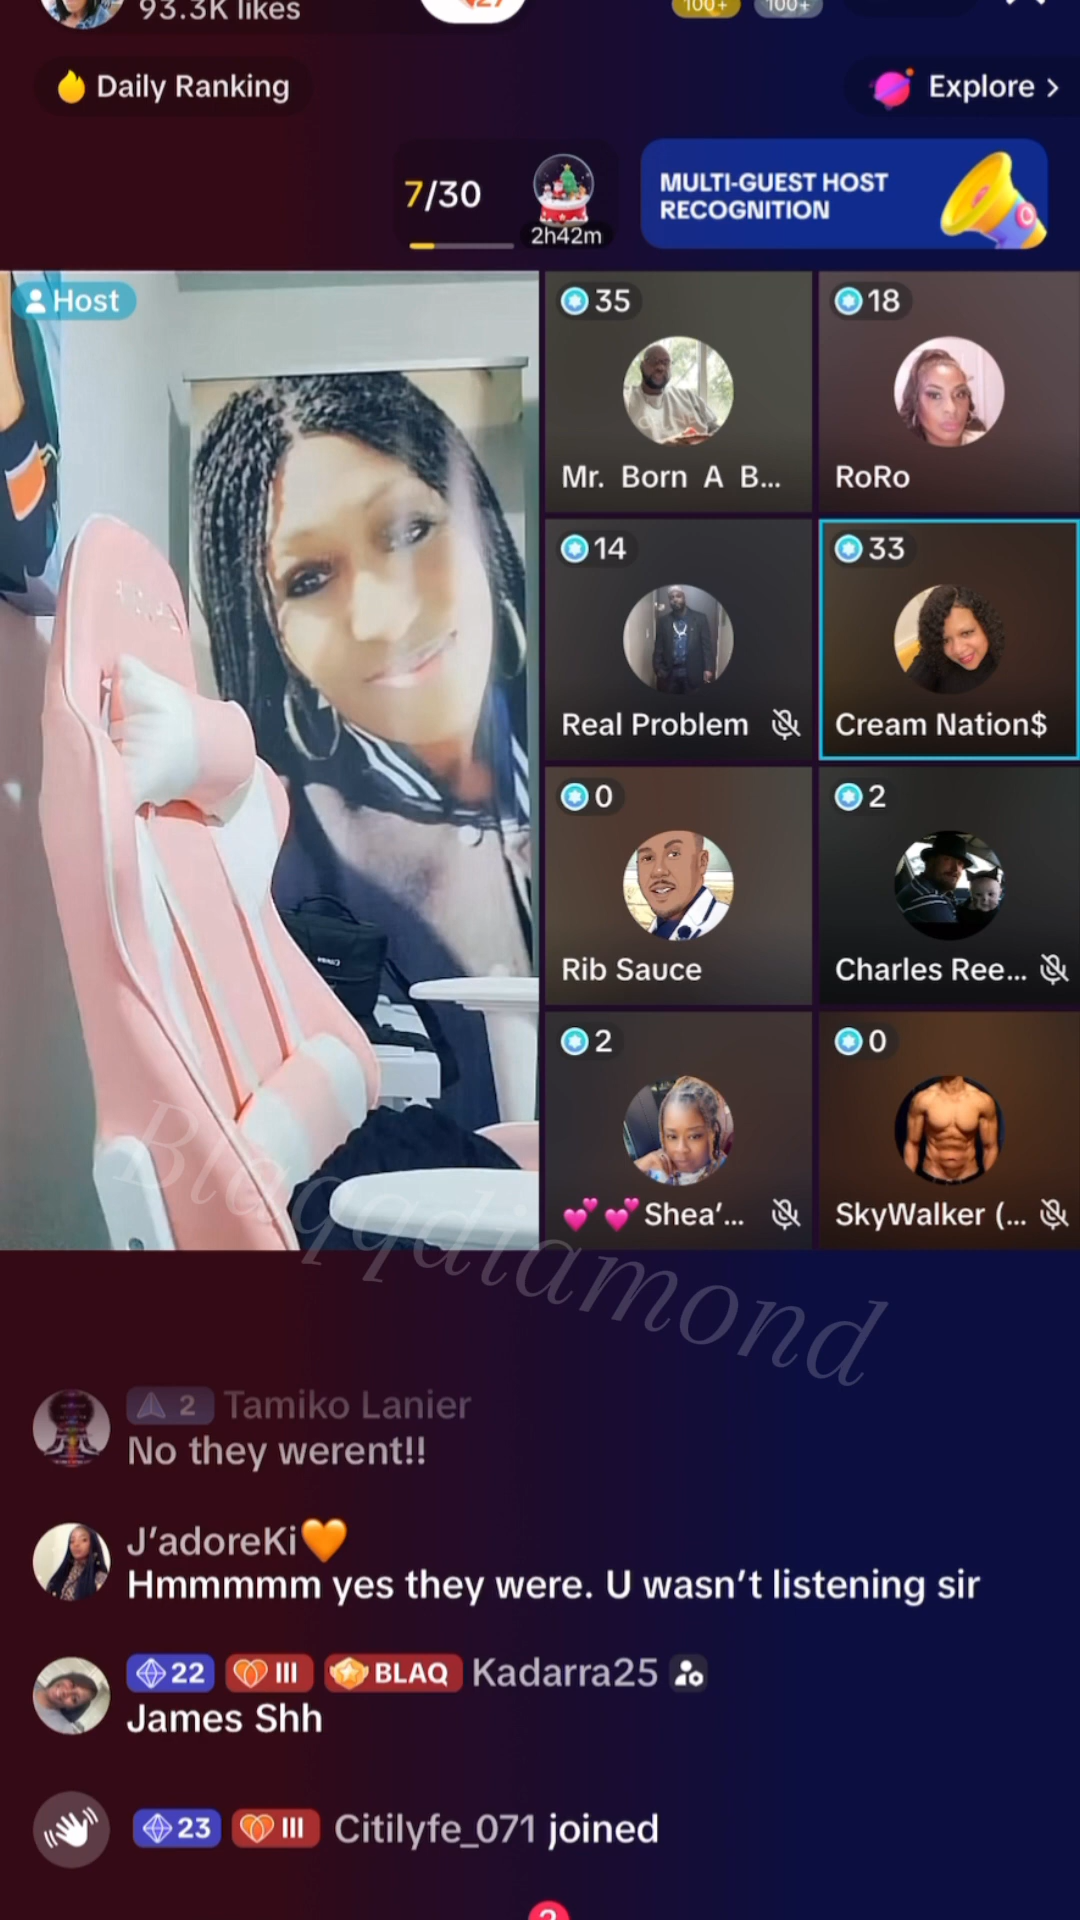 93.3K likes
27
100+
100+
Daily Ranking
Explore >
7/30
2h42m
MULTI-GUEST HOST
RECOGNITION
Host
35
Mr. Born A B...
18
RoRo
14
Real Problem
33
Cream Nation$
0
Rib Sauce
2
Charles Ree...
2
💕💕Shea’...
0
SkyWalker (...
Blaqqdiamond
2 Tamiko Lanier
No they werent!!
J’adoreKi🧡
Hmmmmm yes they were. U wasn’t listening sir
22 III BLAQ Kadarra25
James Shh
23 III Citilyfe_071 joined